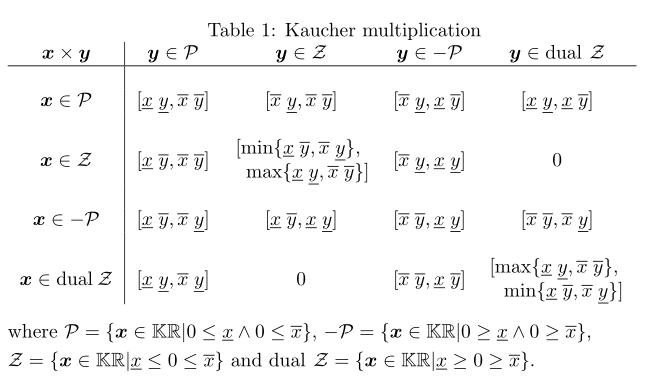 Table 1: Kaucher multiplication
𝒙 × 𝒚 𝒚 ∈ 𝒫 𝒚 ∈ 𝒵 𝒚 ∈ −𝒫 𝒚 ∈ dual 𝒵
𝒙 ∈ 𝒫 [x̲ y̲, x̅ y̅] [x̅ y̲, x̅ y̅] [x̅ y̲, x̲ y̅] [x̲ y̲, x̲ y̅]
𝒙 ∈ 𝒵 [x̲ y̅, x̅ y̅] [min{x̲ y̅, x̅ y̲}, max{x̲ y̲, x̅ y̅}] [x̅ y̲, x̲ y̲] 0
𝒙 ∈ −𝒫 [x̲ y̅, x̅ y̲] [x̲ y̅, x̲ y̲] [x̅ y̅, x̲ y̲] [x̅ y̅, x̅ y̲]
𝒙 ∈ dual 𝒵 [x̲ y̲, x̅ y̲] 0 [x̅ y̅, x̲ y̅] [max{x̲ y̲, x̅ y̅}, min{x̲ y̅, x̅ y̲}]
where 𝒫 = {𝒙 ∈ 𝕂ℝ|0 ≤ x̲ ∧ 0 ≤ x̅}, −𝒫 = {𝒙 ∈ 𝕂ℝ|0 ≥ x̲ ∧ 0 ≥ x̅},
𝒵 = {𝒙 ∈ 𝕂ℝ|x̲ ≤ 0 ≤ x̅} and dual 𝒵 = {𝒙 ∈ 𝕂ℝ|x̲ ≥ 0 ≥ x̅}.